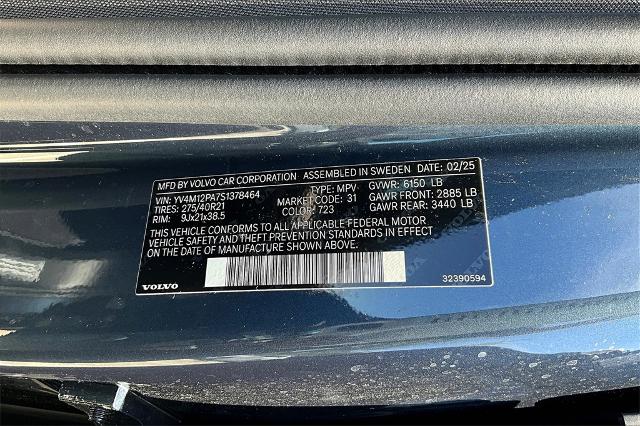 MFD BY VOLVO CAR CORPORATION ASSEMBLED IN SWEDEN DATE: 02/25
VIN: YV4M12PA7S1378464 TYPE: MPV GVWR: 6150 LB
TIRES: 275/40R21 MARKET CODE: 31 GAWR FRONT: 2885 LB
RIM: 9Jx21x38.5 COLOR: 723 GAWR REAR: 3440 LB
THIS VEHICLE CONFORMS TO ALL APPLICABLE FEDERAL MOTOR
VEHICLE SAFETY AND THEFT PREVENTION STANDARDS IN EFFECT
ON THE DATE OF MANUFACTURE SHOWN ABOVE.
VOLVO 32390594